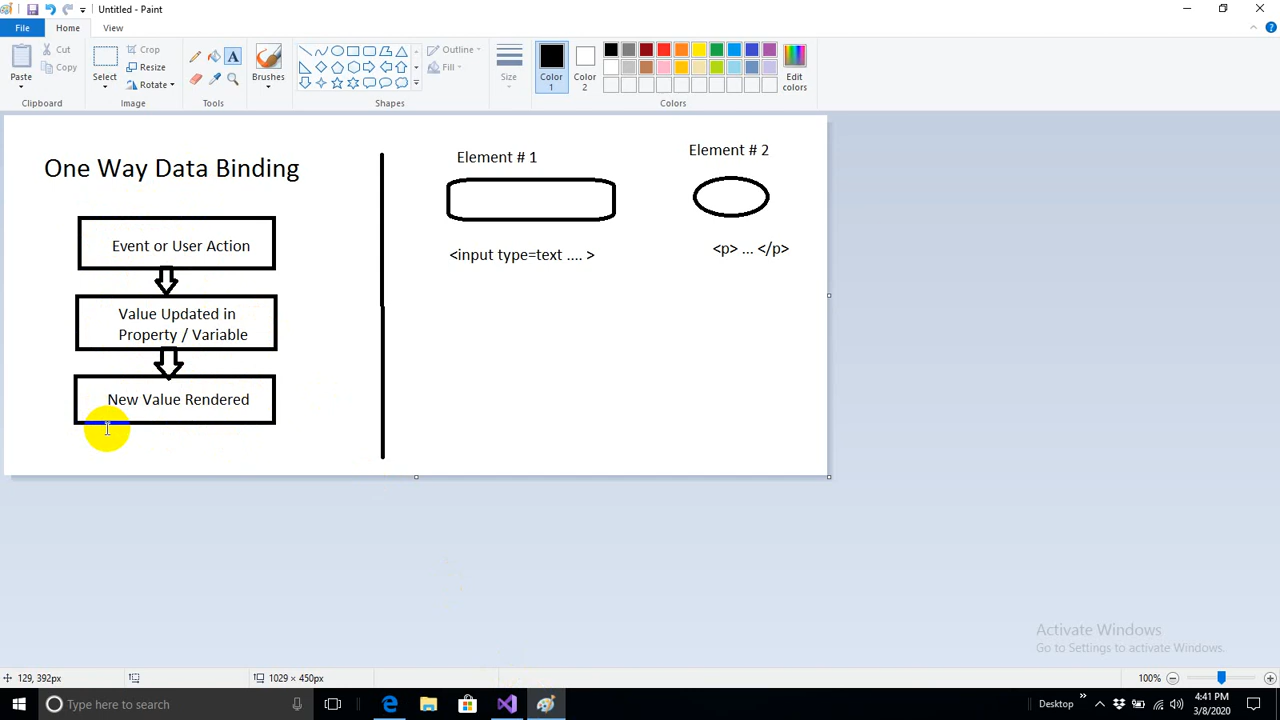 Untitled - Paint
File
Home
View
Paste
Cut
Copy
Clipboard
Select
Crop
Resize
Rotate
Image
A
Tools
Brushes
Outline
Fill
Shapes
Size
Color
1
Color
2
Edit
colors
Colors
One Way Data Binding
Event or User Action
Value Updated in
Property / Variable
New Value Rendered
Element # 1
<input type=text .... >
Element # 2
<p> ... </p>
Activate Windows
Go to Settings to activate Windows.
129, 392px
1029 × 450px
100%
Type here to search
Desktop
4:41 PM
3/8/2020